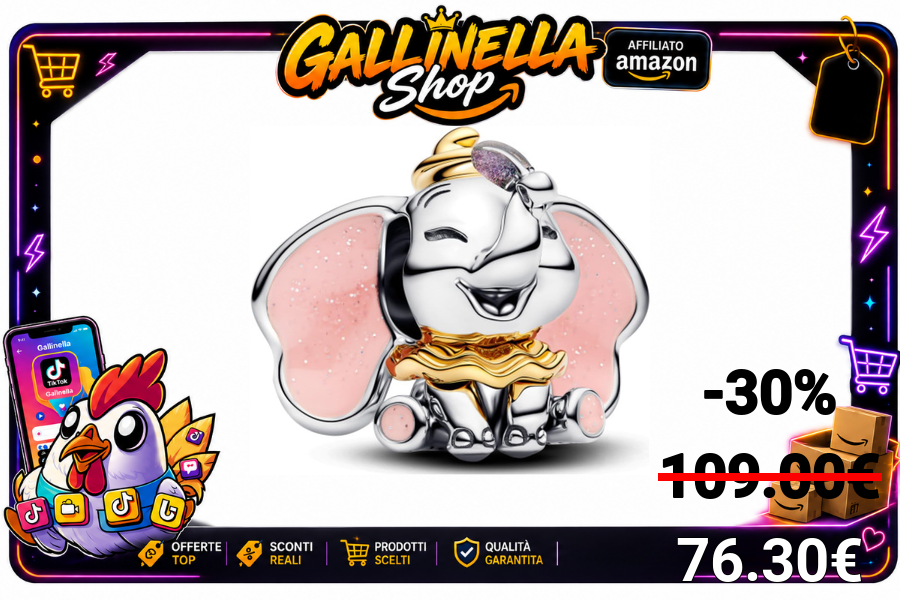 GALLINELLA
Shop
AFFILIATO
amazon
Gallinella
TikTok
Gallinella
-30%
109.00€
76.30€
OFFERTE
TOP
SCONTI
REALI
PRODOTTI
SCELTI
QUALITÀ
GARANTITA